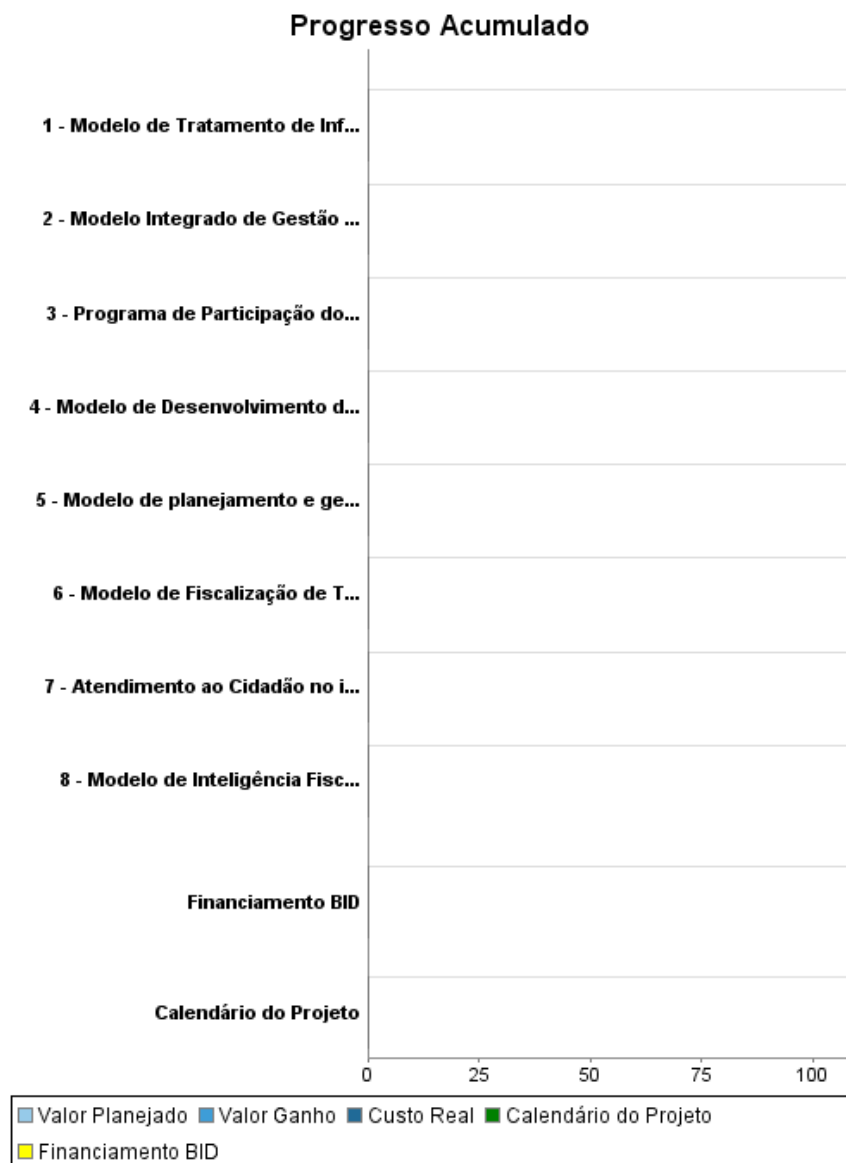 Progresso Acumulado
1 - Modelo de Tratamento de Inf...
2 - Modelo Integrado de Gestão ...
3 - Programa de Participação do...
4 - Modelo de Desenvolvimento d...
5 - Modelo de planejamento e ge...
6 - Modelo de Fiscalização de T...
7 - Atendimento ao Cidadão no i...
8 - Modelo de Inteligência Fisc...
Financiamento BID
Calendário do Projeto
0 25 50 75 100
Valor Planejado Valor Ganho Custo Real Calendário do Projeto
Financiamento BID